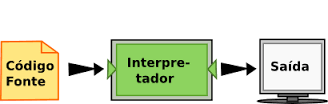 Código
Fonte
Interpre-
tador
Saída